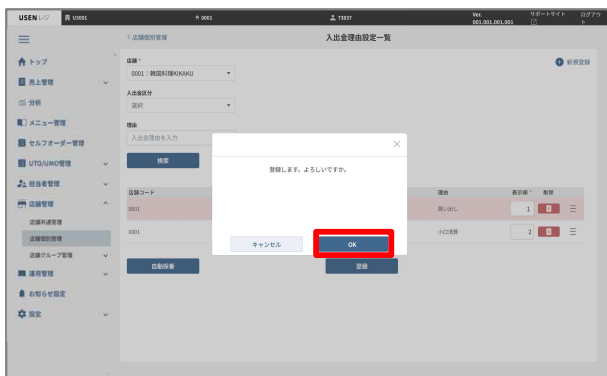 USENレジ U3001 0001 73837 Ver. 001.001.001.001 サポートサイト ログアウト
＜店舗個別管理 入出金理由設定一覧
トップ
売上管理
分析
メニュー管理
セルフオーダー管理
UTO/UMO管理
担当者管理
店舗管理
店舗共通管理
店舗個別管理
店舗グループ管理
運用管理
お知らせ設定
設定
新規登録
店舗*
0001：韓国料理KIKAKU
入出金区分
選択
理由
入出金理由を入力
検索
店舗コード 理由 表示順* 削除
0001 買い出し 1
0001 小口消費 2
自動採番 登録
登録します。よろしいですか。
キャンセル OK